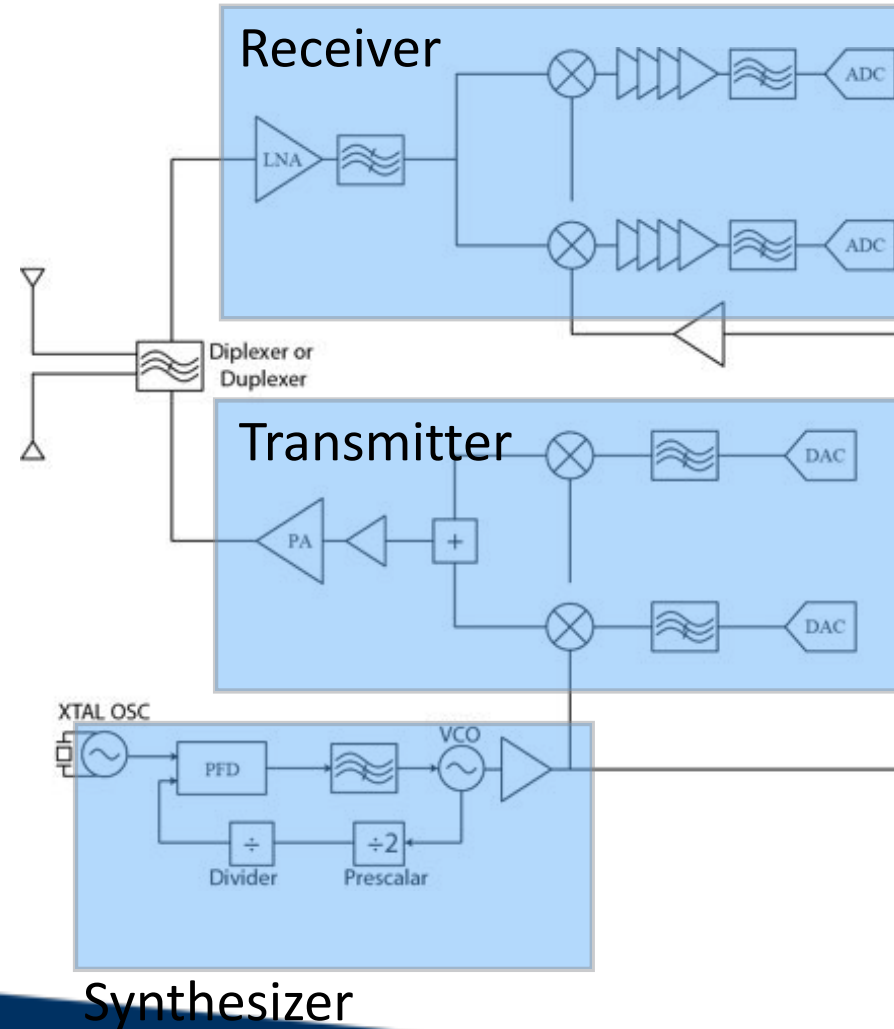 Receiver
ADC
LNA
ADC
Diplexer or
Duplexer
Transmitter
DAC
PA
+
DAC
XTAL OSC
VCO
PFD
÷
÷2
Divider
Prescalar
Synthesizer